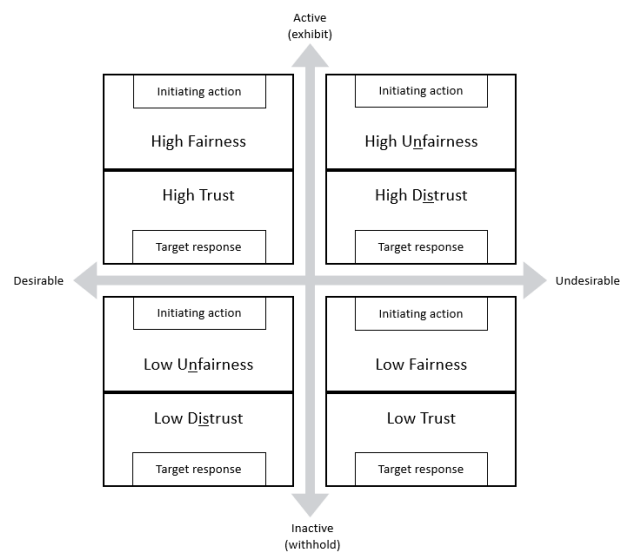 Active
(exhibit)
Initiating action
Initiating action
High Fairness
High Unfairness
High Trust
High Distrust
Target response
Target response
Desirable
Undesirable
Initiating action
Initiating action
Low Unfairness
Low Fairness
Low Distrust
Low Trust
Target response
Target response
Inactive
(withhold)